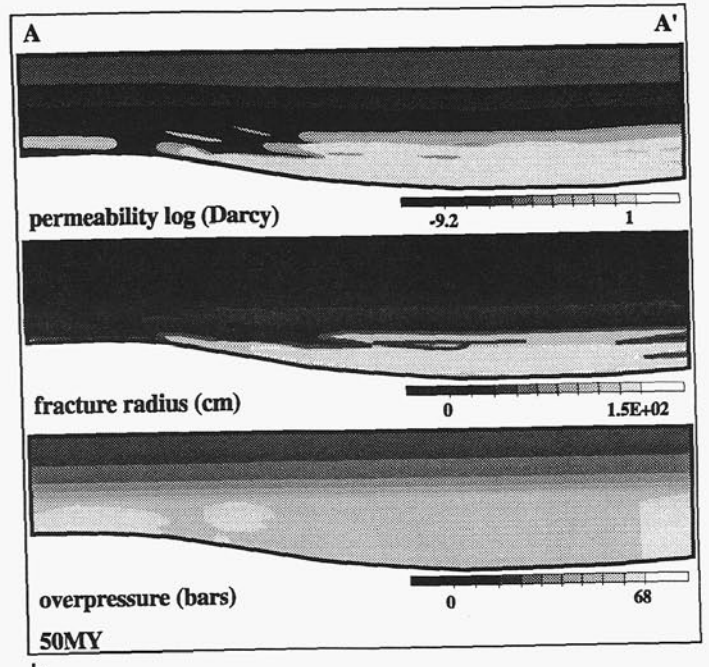 A A'
-9.2 1
permeability log (Darcy)
0 1.5E+02
fracture radius (cm)
0 68
overpressure (bars)
50MY